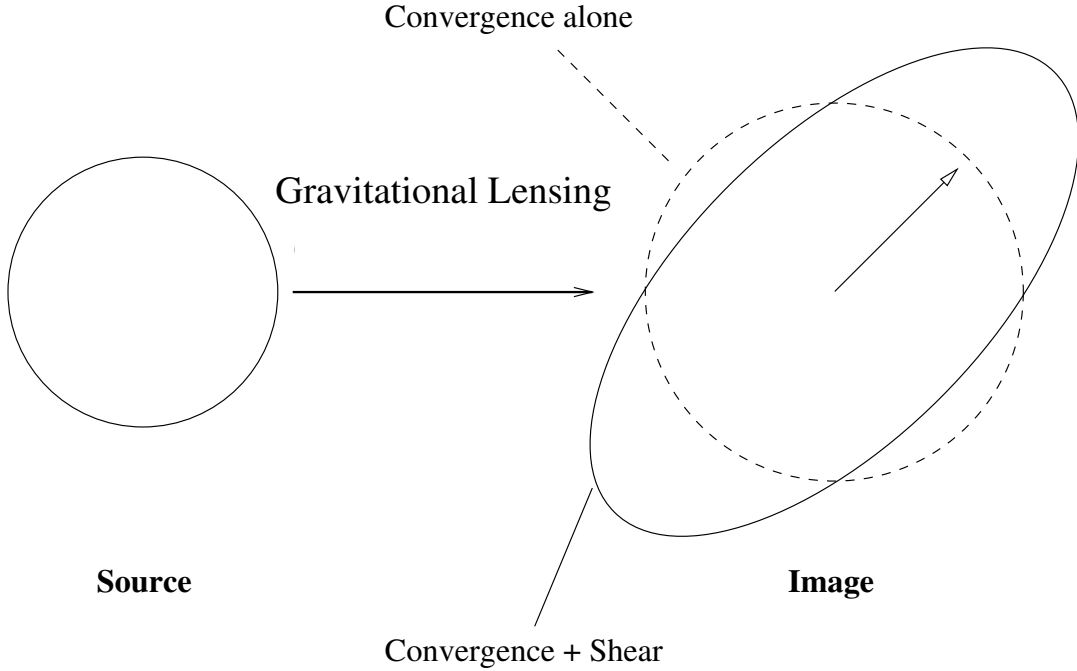 Convergence alone
Gravitational Lensing
Source
Image
Convergence + Shear